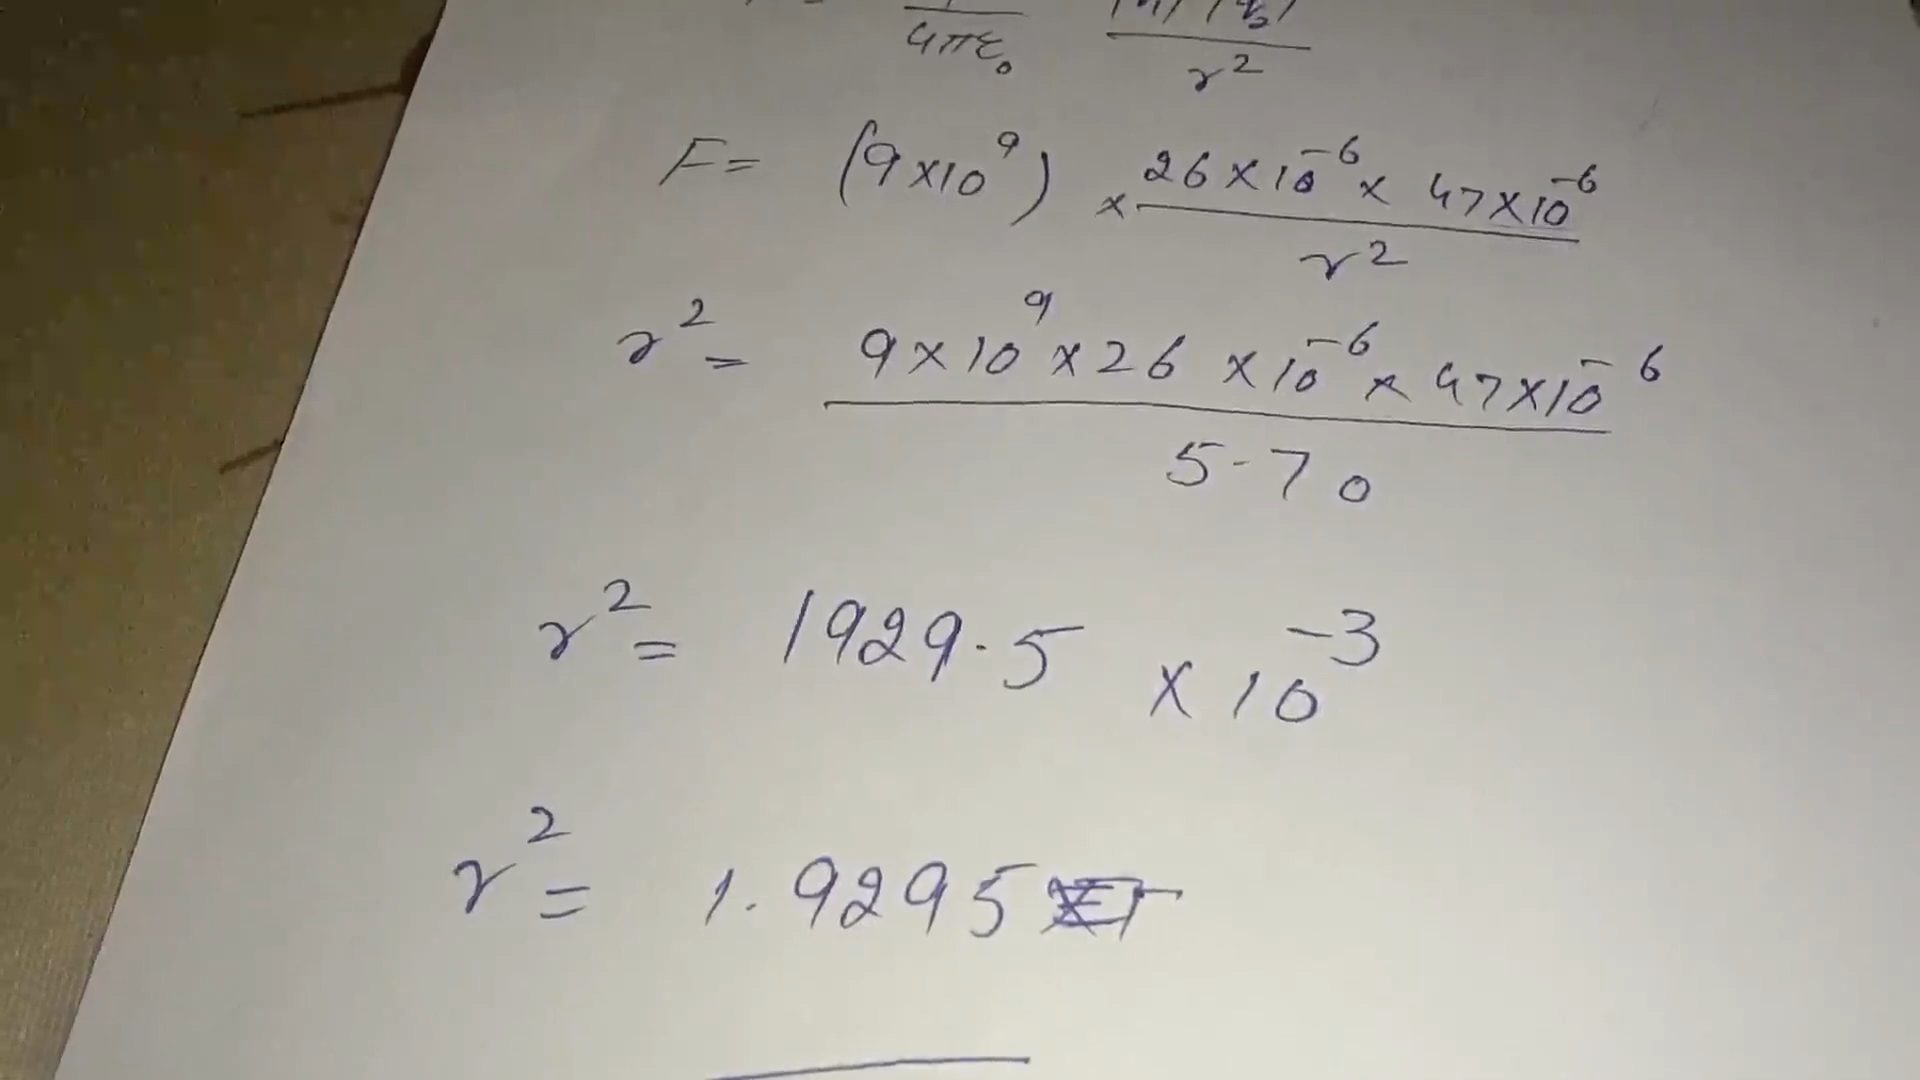 4πε₀ r²
F = (9×10⁹) × 26×10⁻⁶ × 47×10⁻⁶ / r²
r² = 9×10⁹×26×10⁻⁶×47×10⁻⁶ / 5.70
r² = 1929.5 × 10⁻³
r² = 1.9295